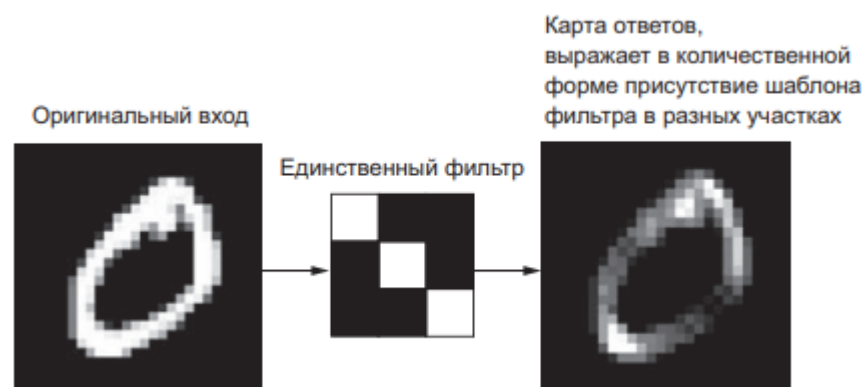 Карта ответов,
выражает в количественной
форме присутствие шаблона
фильтра в разных участках
Оригинальный вход
Единственный фильтр